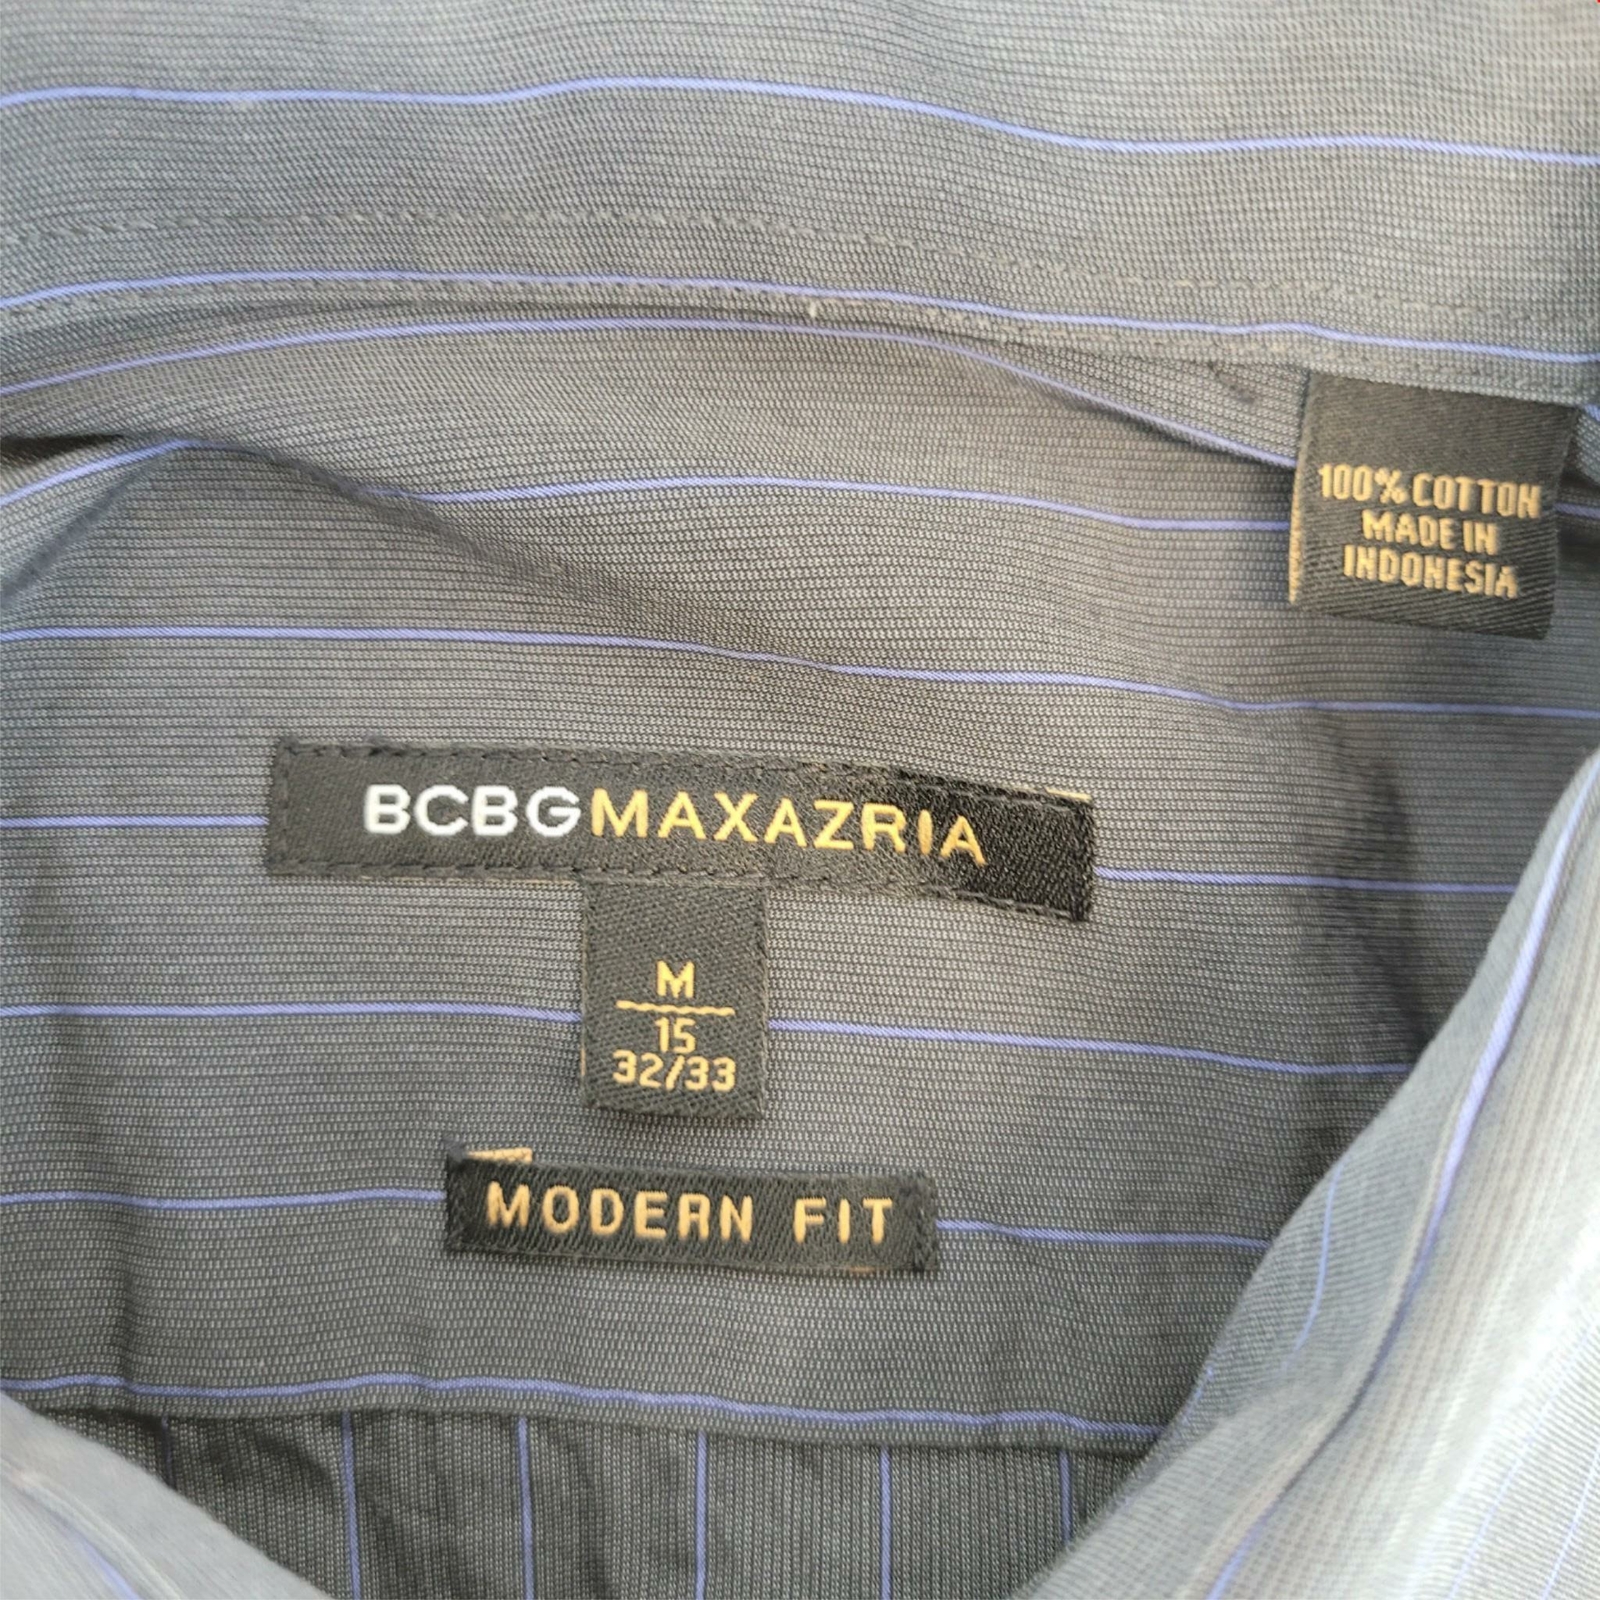 100% COTTON
MADE IN
INDONESIA
BCBGMAXAZRIA
M
15
32/33
MODERN FIT